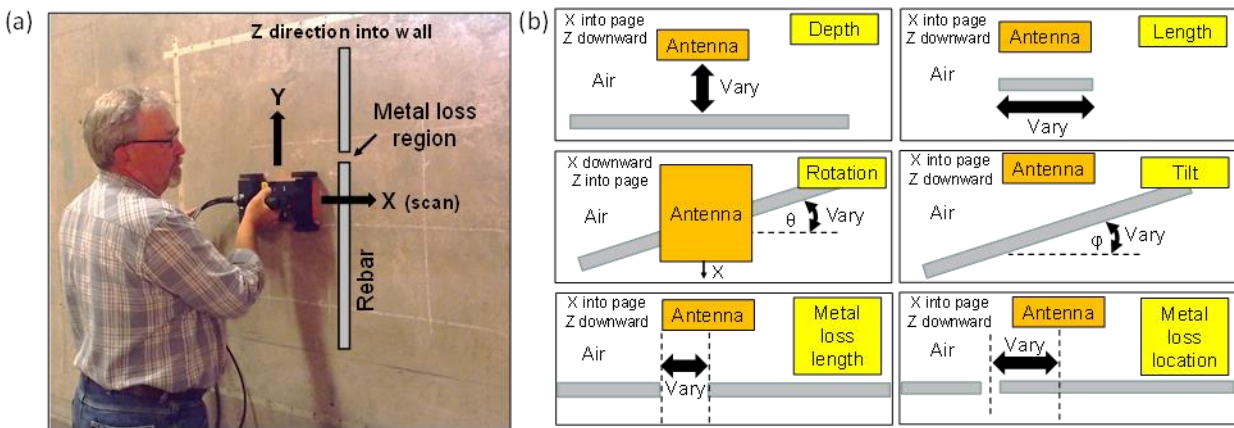 (a)
Z direction into wall
Y
Metal loss
region
X (scan)
Rebar
(b)
X into page
Z downward
Antenna
Depth
Air
Vary
X into page
Z downward
Antenna
Length
Air
Vary
X downward
Z into page
Rotation
Air
Antenna
θ
Vary
X
X into page
Z downward
Antenna
Tilt
Air
φ
Vary
X into page
Z downward
Antenna
Metal
loss
length
Air
Vary
X into page
Z downward
Antenna
Metal
loss
location
Air
Vary